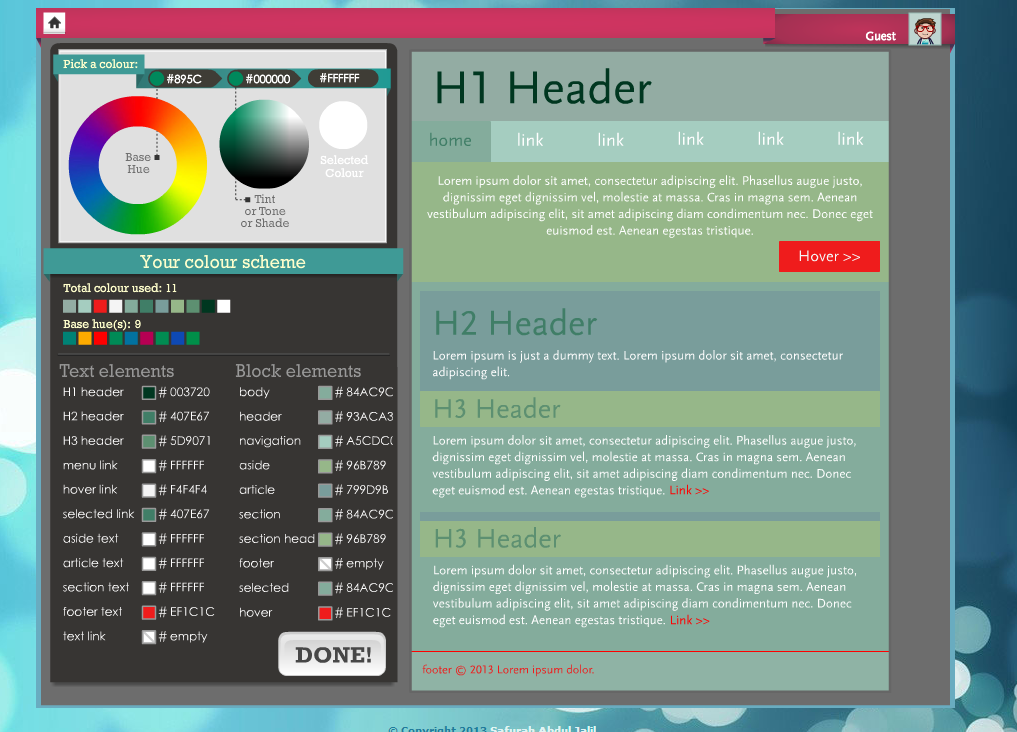 Guest
Pick a colour:
#895C #000000 #FFFFFF
Base
Hue
Selected
Colour
Tint
or Tone
or Shade
Your colour scheme
Total colour used: 11
Base hue(s): 9
Text elements
H1 header # 003720
H2 header # 407E67
H3 header # 5D9071
menu link # FFFFFF
hover link # F4F4F4
selected link # 407E67
aside text # FFFFFF
article text # FFFFFF
section text # FFFFFF
footer text # EF1C1C
text link # empty
Block elements
body # 84AC9C
header # 93ACA3
navigation # A5CDC(
aside # 96B789
article # 799D9B
section # 84AC9C
section head # 96B789
footer # empty
selected # 84AC9C
hover # EF1C1C
DONE!
H1 Header
home link link link link link
Lorem ipsum dolor sit amet, consectetur adipiscing elit. Phasellus augue justo,
dignissim eget dignissim vel, molestie at massa. Cras in magna sem. Aenean
vestibulum adipiscing elit, sit amet adipiscing diam condimentum nec. Donec eget
euismod est. Aenean egestas tristique.
Hover >>
H2 Header
Lorem ipsum is just a dummy text. Lorem ipsum dolor sit amet, consectetur
adipiscing elit.
H3 Header
Lorem ipsum dolor sit amet, consectetur adipiscing elit. Phasellus augue justo,
dignissim eget dignissim vel, molestie at massa. Cras in magna sem. Aenean
vestibulum adipiscing elit, sit amet adipiscing diam condimentum nec. Donec
eget euismod est. Aenean egestas tristique. Link >>
H3 Header
Lorem ipsum dolor sit amet, consectetur adipiscing elit. Phasellus augue justo,
dignissim eget dignissim vel, molestie at massa. Cras in magna sem. Aenean
vestibulum adipiscing elit, sit amet adipiscing diam condimentum nec. Donec
eget euismod est. Aenean egestas tristique. Link >>
footer © 2013 Lorem ipsum dolor.
© Copyright 2013 Safurah Abdul Jalil